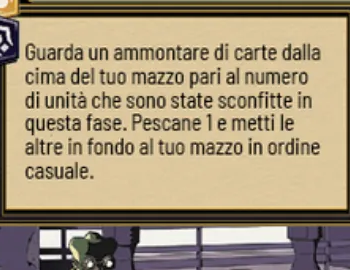 Guarda un ammontare di carte dalla
cima del tuo mazzo pari al numero
di unità che sono state sconfitte in
questa fase. Pescane 1 e metti le
altre in fondo al tuo mazzo in ordine
casuale.